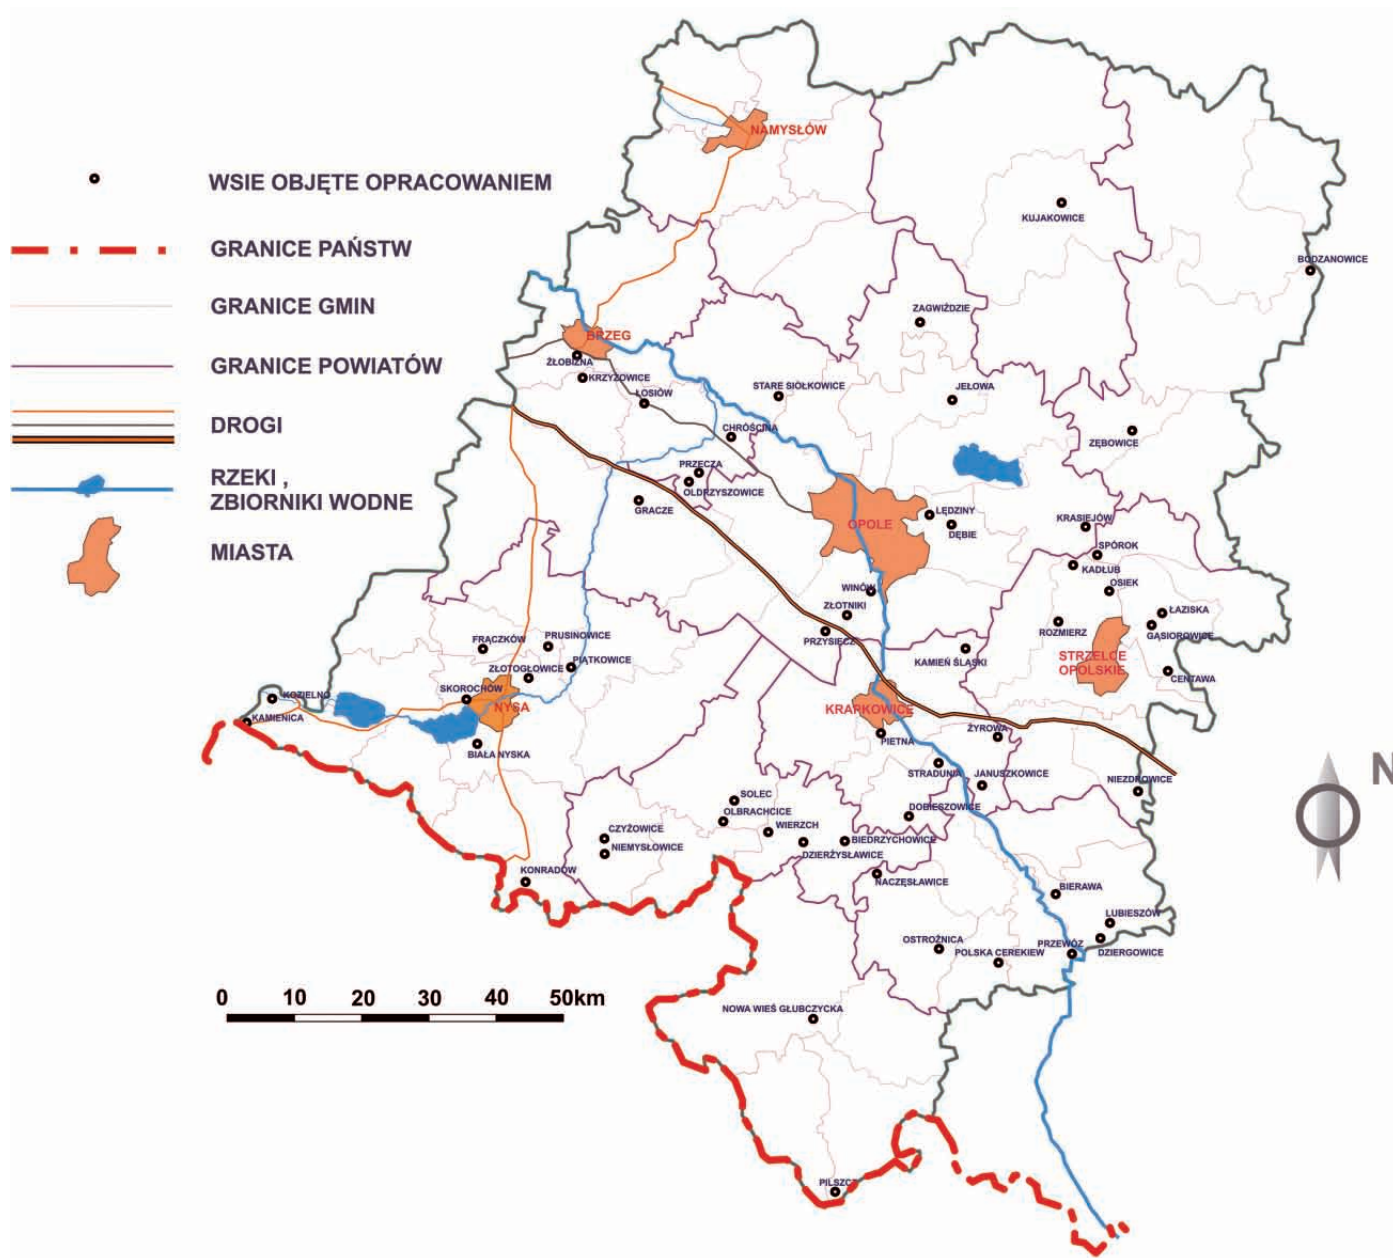 NAMYSŁÓW
WSIE OBJĘTE OPRACOWANIEM
KUJAKOWICE
GRANICE PAŃSTW
BODZANOWICE
GRANICE GMIN
ZAGWIŹDZIE
BRZEG
GRANICE POWIATÓW
ŻŁOBIZNA
KRZYŻOWICE
STARE SIOŁKOWICE
JEŁOWA
ŁOSIÓW
DROGI
CHRÓŚCINA
ZĘBOWICE
RZEKI ,
ZBIORNIKI WODNE
PRZECZA
OLDRZYSZOWICE
GRACZE
LĘDZINY
OPOLE
KRASIEJÓW
DĘBIE
MIASTA
SPÓROK
KADŁUB
OSIEK
WINÓW
ZŁOTNIKI
ŁAZISKA
ROZMIERZ
GĄSIOROWICE
PRZYSIECZ
FRĄCZKÓW
PRUSINOWICE
KAMIEŃ ŚLĄSKI
STRZELCE
OPOLSKIE
PIĄTKOWICE
ZŁOTOGŁOWICE
CENTAWA
SKOROCHÓW
KOZIELNO
NYSA
KRAPKOWICE
KAMIENICA
ŻYROWA
PIETNA
BIAŁA NYSKA
STRADUNIA
JANUSZKOWICE
NIEZDROWICE
N
SOLEC
DOBIESZOWICE
OLBRACHCICE
WIERZCH
CZYŻOWICE
NIEMYSŁOWICE
BIEDRZYCHOWICE
DZIERŻYSŁAWICE
KONRADÓW
NACZĘSŁAWICE
BIERAWA
LUBIESZÓW
OSTROŻNICA
PRZEWÓZ
POLSKA CEREKIEW
DZIERGOWICE
0 10 20 30 40 50km
NOWA WIEŚ GŁUBCZYCKA
PILSZCZ